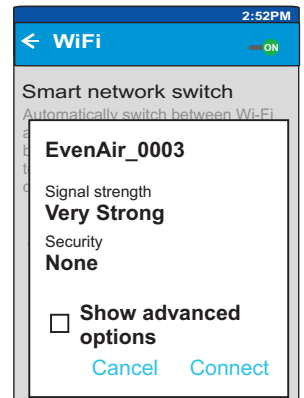 2:52PM
WiFi
ON
Smart network switch
Automatically switch between Wi-Fi
EvenAir_0003
Signal strength
Very Strong
Security
None
Show advanced
options
Cancel Connect